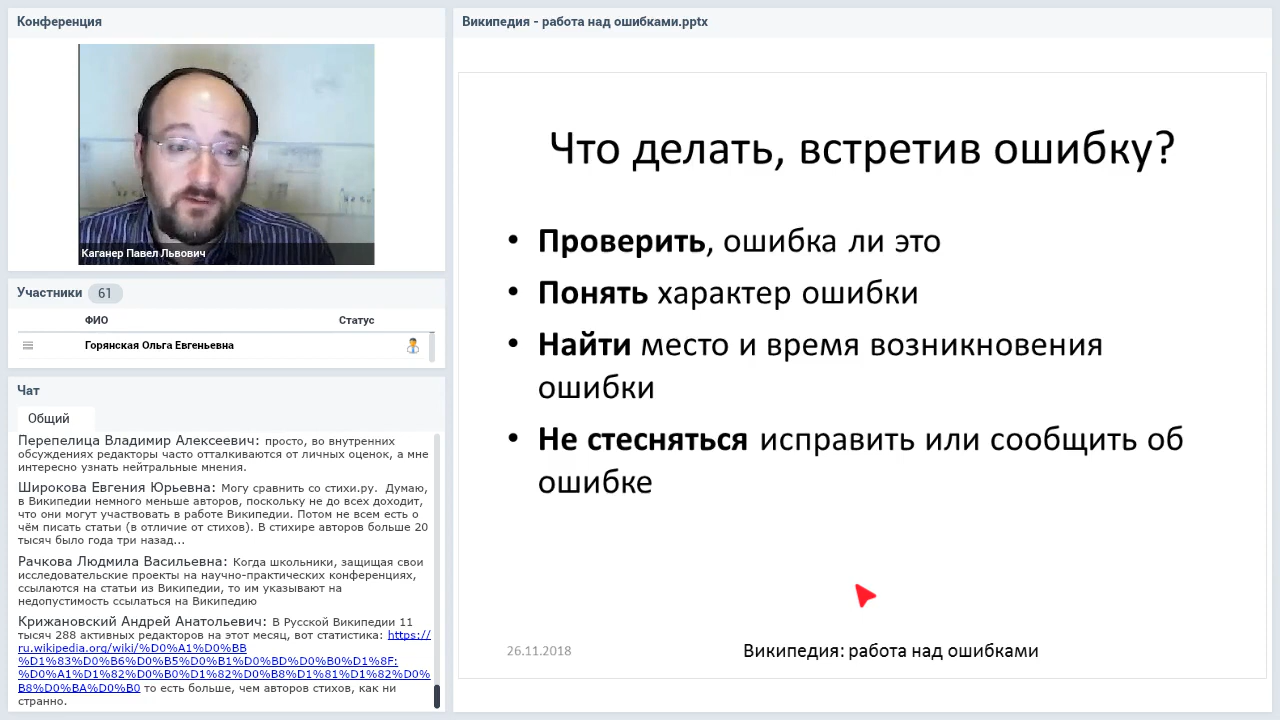 Конференция
Каганер Павел Львович
Участники 61
ФИО Статус
Горянская Ольга Евгеньевна
Чат
Общий
Перепелица Владимир Алексеевич: просто, во внутренних
обсуждениях редакторы часто отталкиваются от личных оценок, а мне
интересно узнать нейтральные мнения.
Широкова Евгения Юрьевна: Могу сравнить со стихи.ру. Думаю,
в Википедии немного меньше авторов, поскольку не до всех доходит,
что они могут участвовать в работе Википедии. Потом не всем есть о
чём писать статьи (в отличие от стихов). В стихире авторов больше 20
тысяч было года три назад...
Рачкова Людмила Васильевна: Когда школьники, защищая свои
исследовательские проекты на научно-практических конференциях,
ссылаются на статьи из Википедии, то им указывают на
недопустимость ссылаться на Википедию
Крижановский Андрей Анатольевич: В Русской Википедии 11
тысяч 288 активных редакторов на этот месяц, вот статистика: https://
ru.wikipedia.org/wiki/%D0%A1%D0%BB
%D1%83%D0%B6%D0%B5%D0%B1%D0%BD%D0%B0%D1%8F:
%D0%A1%D1%82%D0%B0%D1%82%D0%B8%D1%81%D1%82%D0%
B8%D0%BA%D0%B0 то есть больше, чем авторов стихов, как ни
странно.
Википедия - работа над ошибками.pptx
Что делать, встретив ошибку?
• Проверить, ошибка ли это
• Понять характер ошибки
• Найти место и время возникновения
ошибки
• Не стесняться исправить или сообщить об
ошибке
26.11.2018
Википедия: работа над ошибками